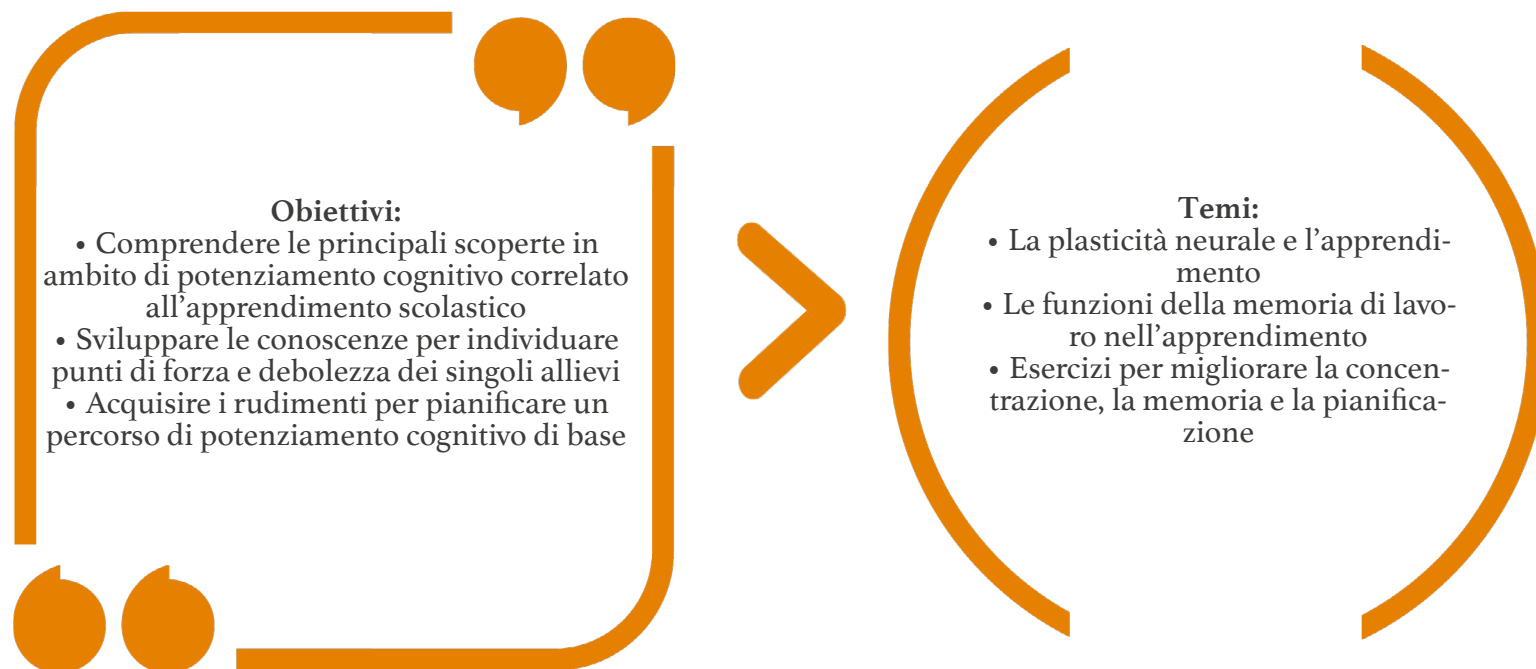 Obiettivi:
• Comprendere le principali scoperte in
ambito di potenziamento cognitivo correlato
all’apprendimento scolastico
• Sviluppare le conoscenze per individuare
punti di forza e debolezza dei singoli allievi
• Acquisire i rudimenti per pianificare un
percorso di potenziamento cognitivo di base
Temi:
• La plasticità neurale e l’apprendi-
mento
• Le funzioni della memoria di lavo-
ro nell’apprendimento
• Esercizi per migliorare la concen-
trazione, la memoria e la pianifica-
zione